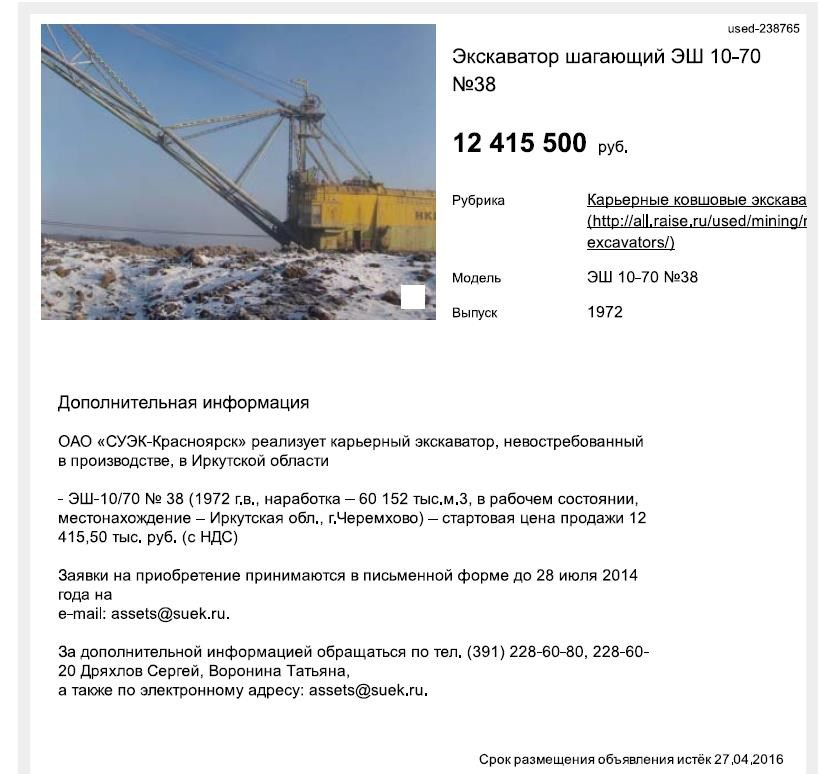 used-238765
Экскаватор шагающий ЭШ 10-70
№38
12 415 500 руб.
Рубрика Карьерные ковшовые
(http://all.raise.ru/used/mining/
excavators/)
Модель ЭШ 10-70 №38
Выпуск 1972
Дополнительная информация
ОАО «СУЭК-Красноярск» реализует карьерный экскаватор, невостребованный
в производстве, в Иркутской области
- ЭШ-10/70 № 38 (1972 г.в., наработка – 60 152 тыс.м.3, в рабочем состоянии,
местонахождение – Иркутская обл., г.Черемхово) – стартовая цена продажи 12
415,50 тыс. руб. (с НДС)
Заявки на приобретение принимаются в письменной форме до 28 июля 2014
года на
e-mail: assets@suek.ru.
За дополнительной информацией обращаться по тел. (391) 228-60-80, 228-60-
20 Дряхлов Сергей, Воронина Татьяна,
а также по электронному адресу: assets@suek.ru.
Срок размещения объявления истёк 27.04.2016